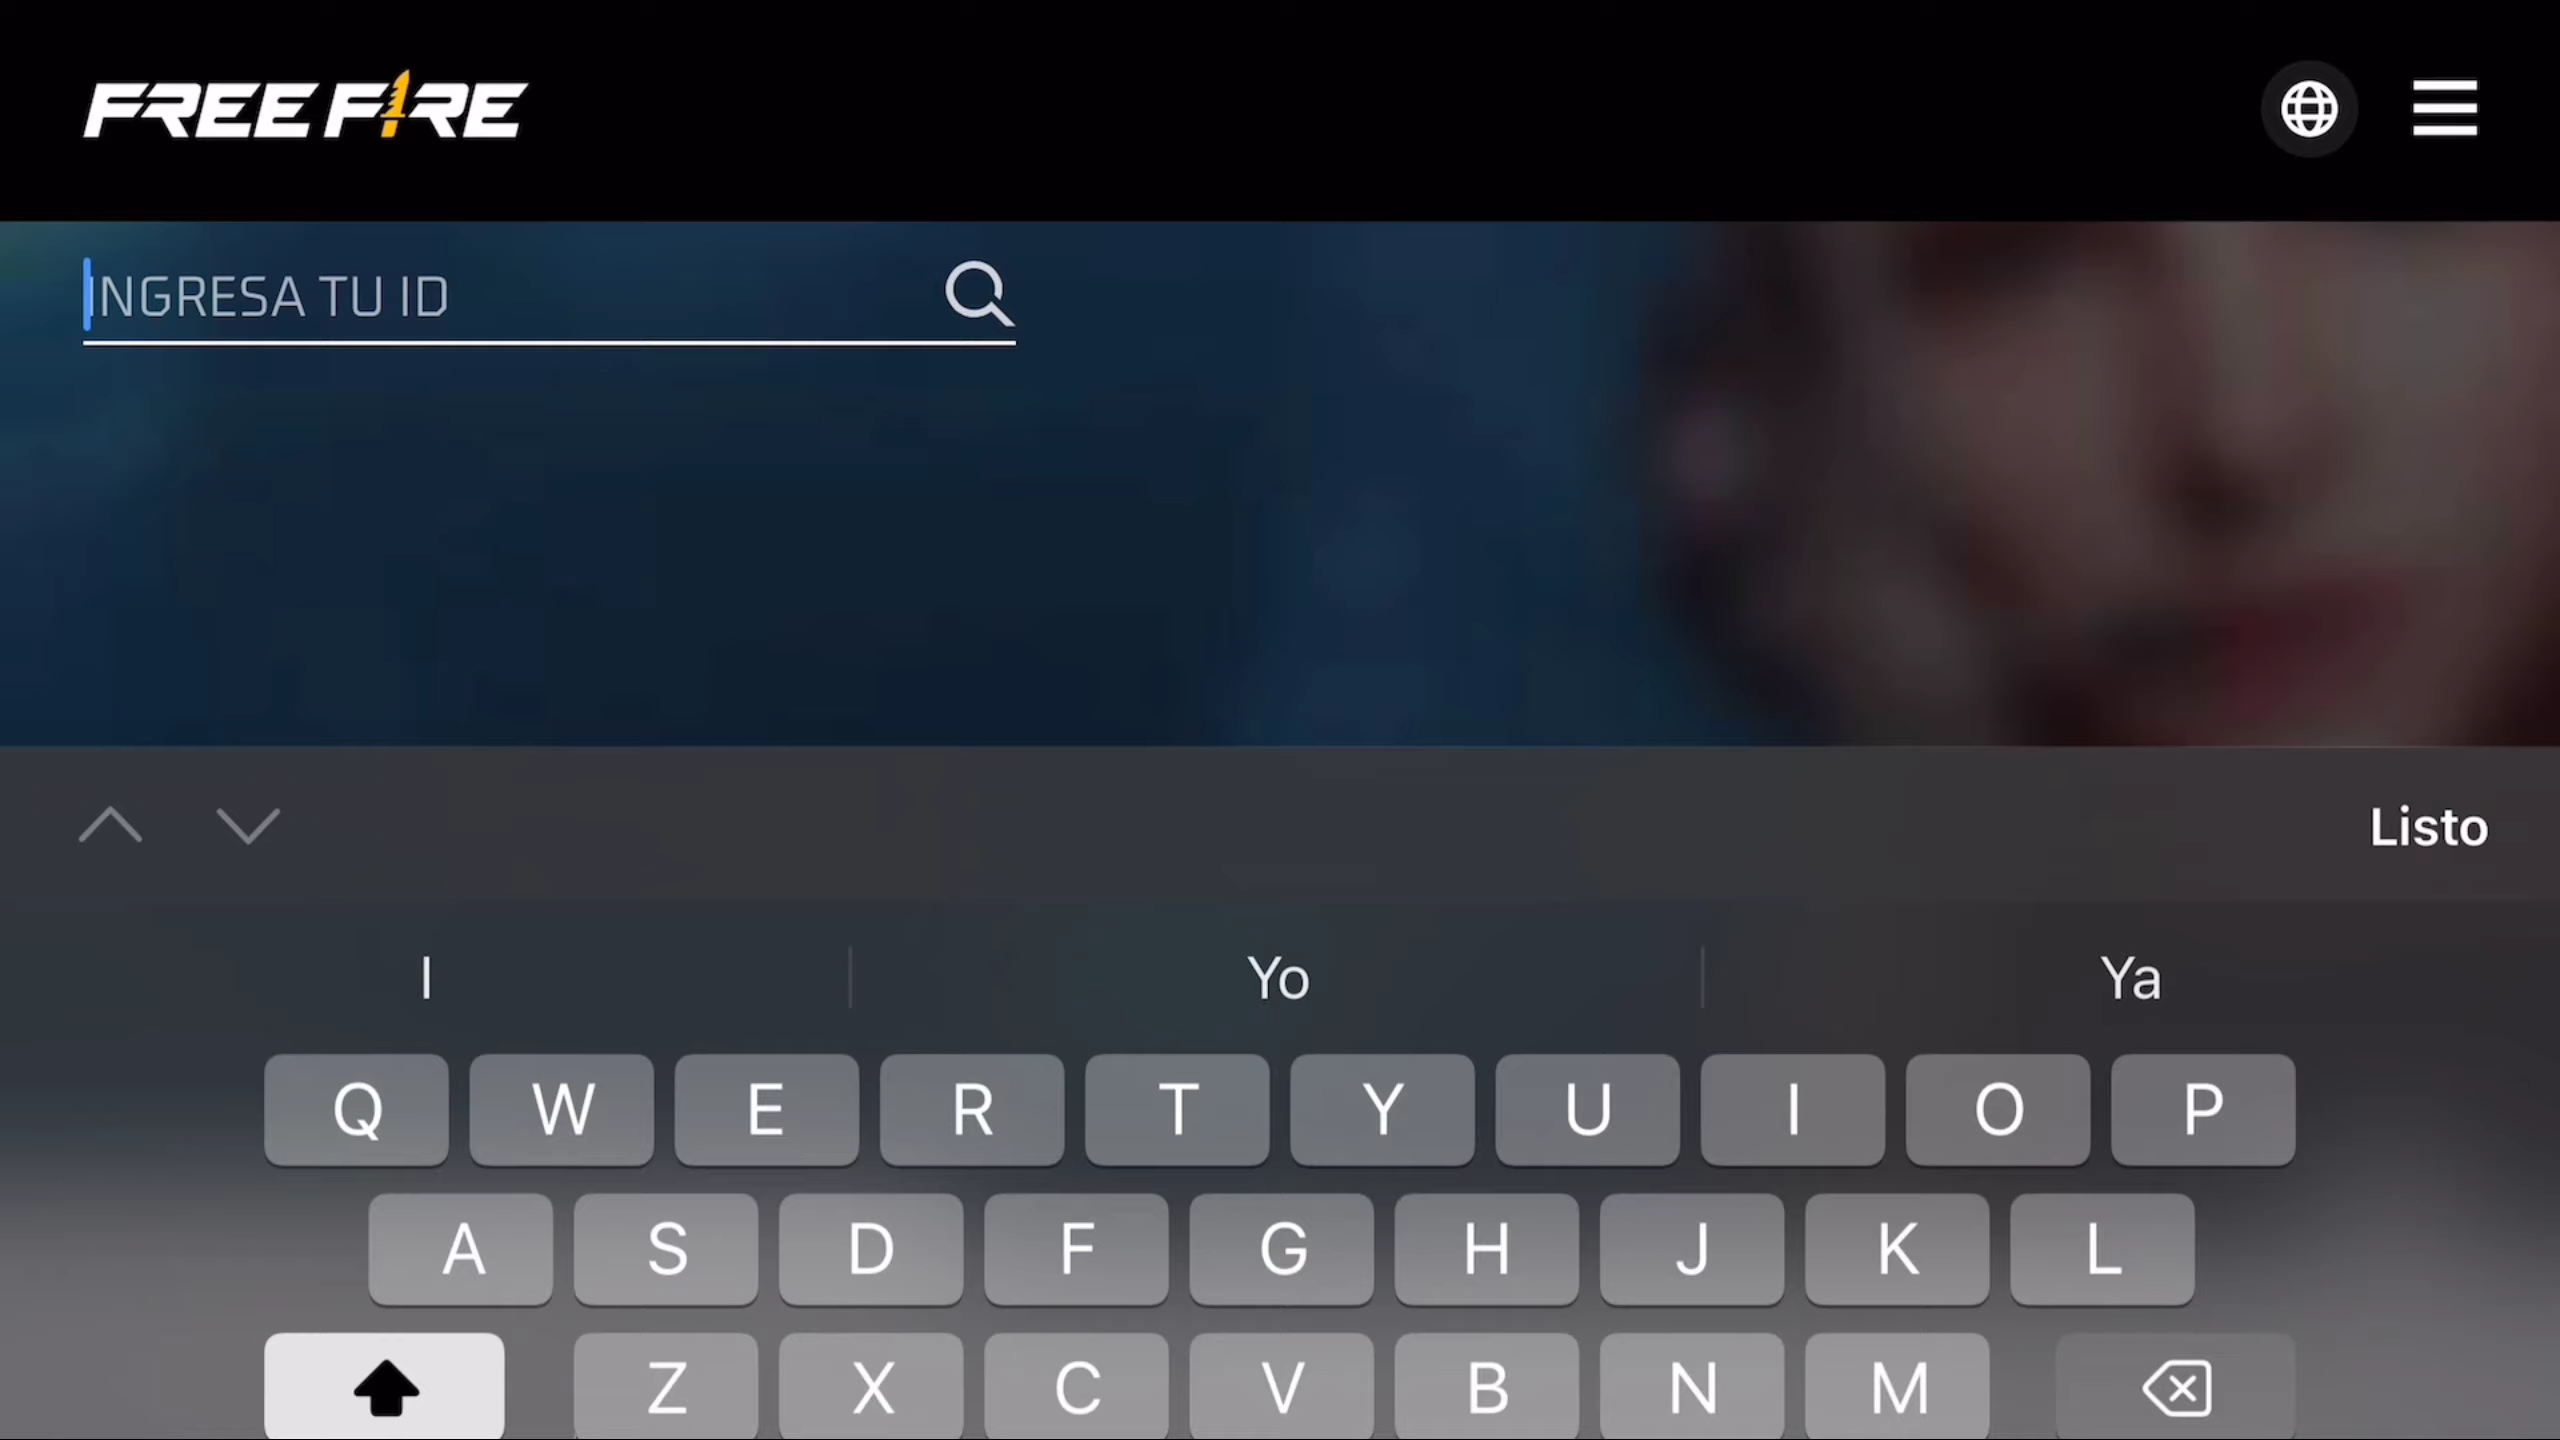 FREE FIRE
INGRESA TU ID
Listo
I Yo Ya
Q W E R T Y U I O P
A S D F G H J K L
Z X C V B N M